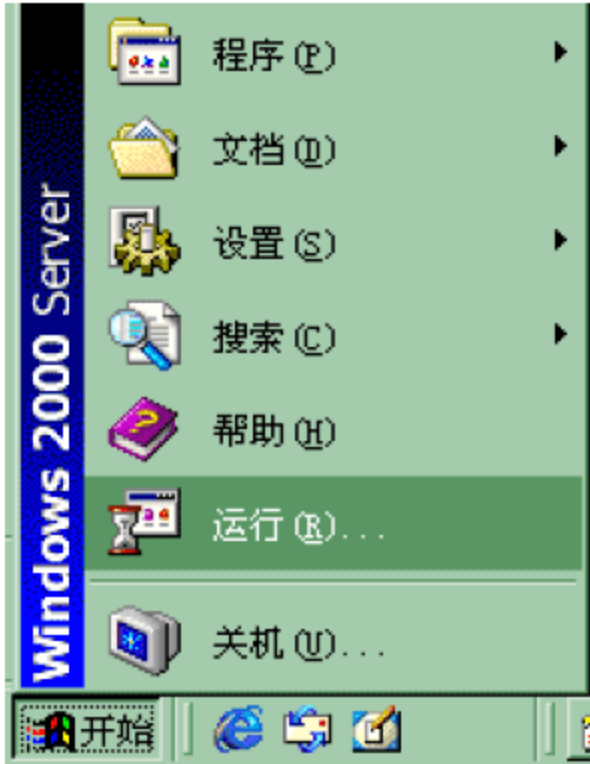 程序(P)
文档(D)
设置(S)
搜索(C)
帮助(H)
运行(R)...
关机(U)...
Windows 2000 Server
开始